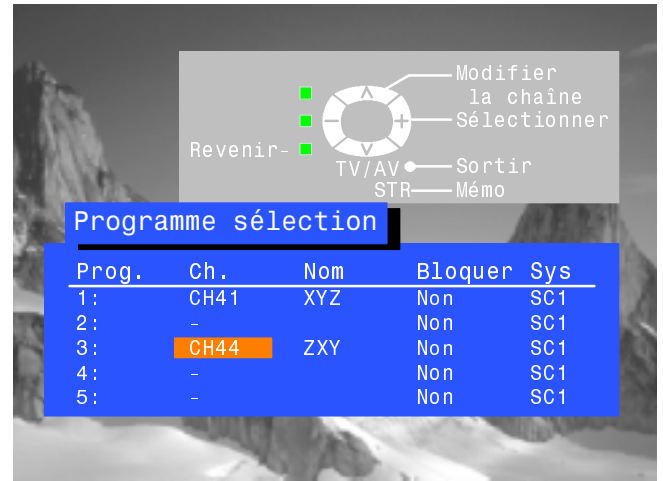 Modifier
la chaîne
Sélectionner
Revenir-
TV/AV Sortir
STR Mémo
Programme sélection
Prog. Ch. Nom Bloquer Sys
1: CH41 XYZ Non SC1
2: - Non SC1
3: CH44 ZXY Non SC1
4: - Non SC1
5: - Non SC1